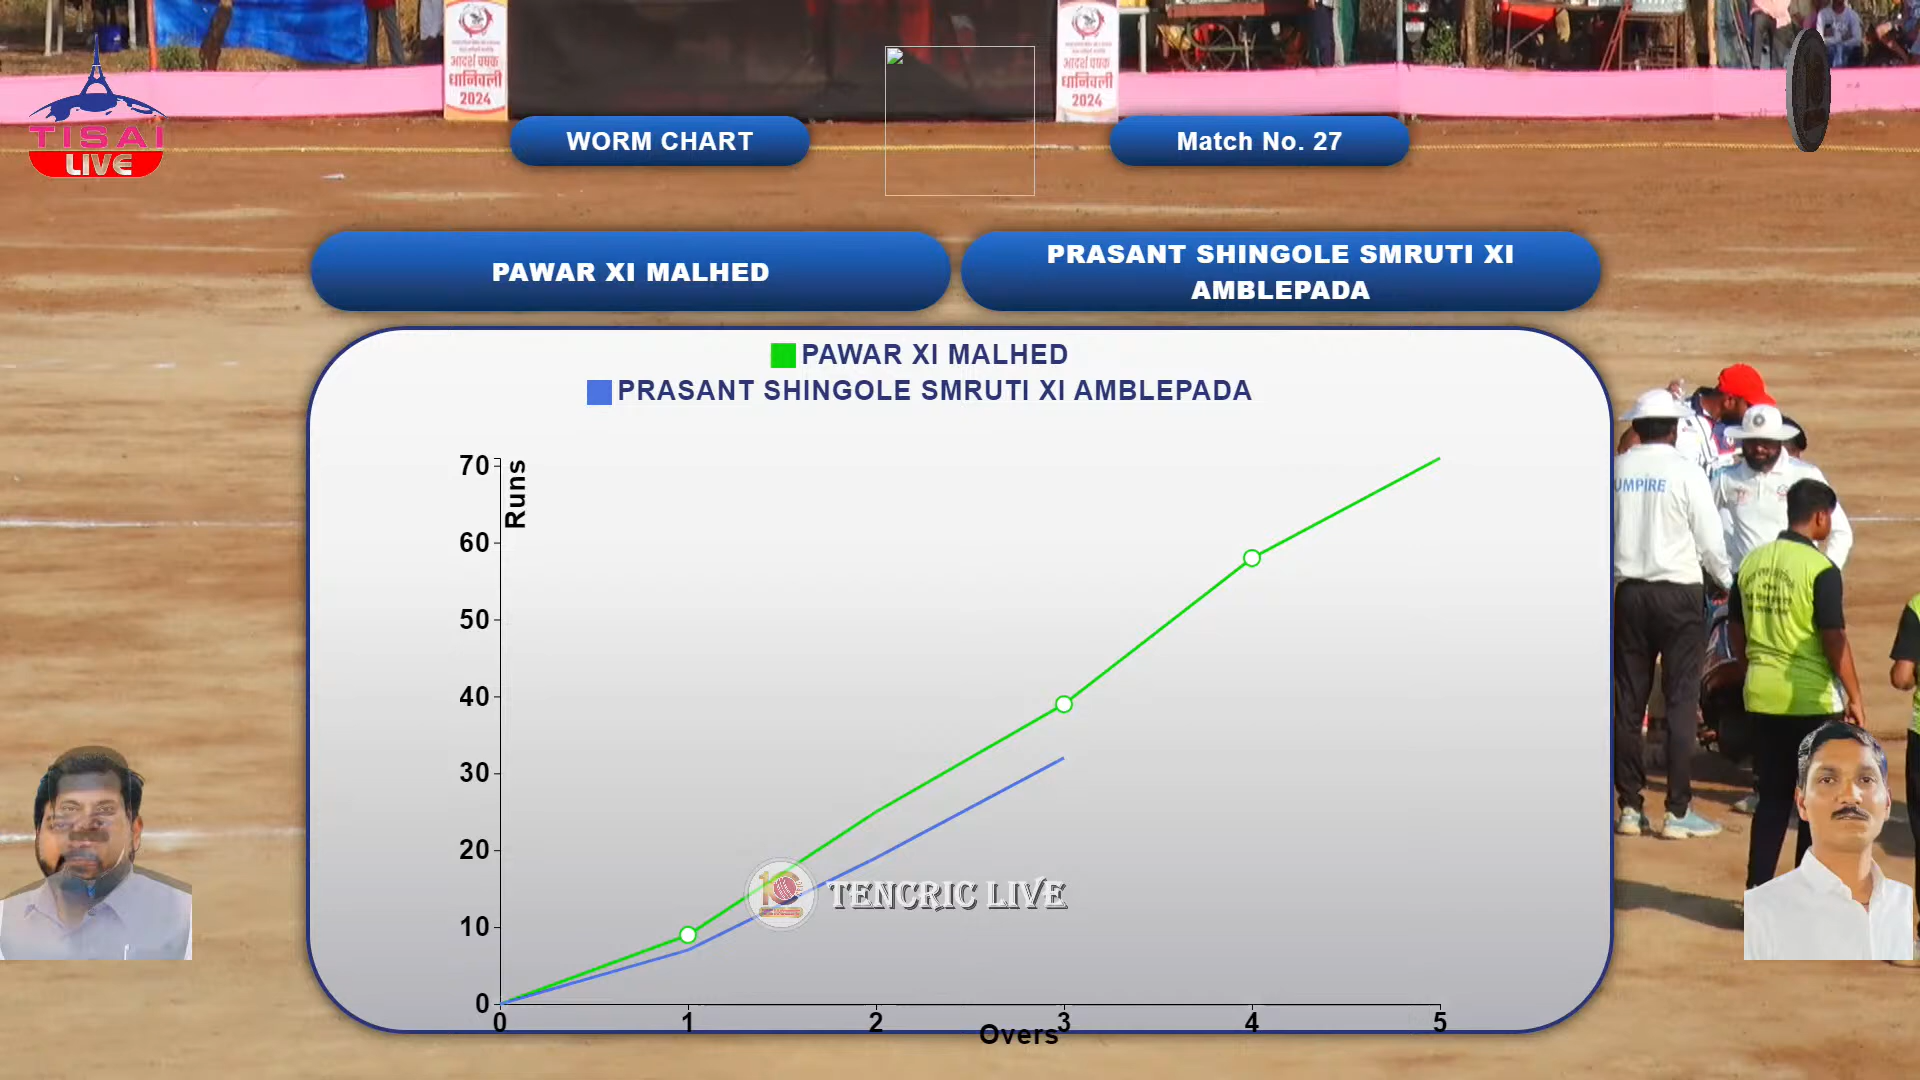 आदर्श चषक
धानिवली
2024
आदर्श चषक
धानिवली
2024
TISAI
LIVE
WORM CHART
Match No. 27
PAWAR XI MALHED
PRASANT SHINGOLE SMRUTI XI
AMBLEPADA
PAWAR XI MALHED
PRASANT SHINGOLE SMRUTI XI AMBLEPADA
Runs
70
60
50
40
30
20
10
0
0 1 2 3 4 5
Overs
TENCRIC LIVE
UMPIRE